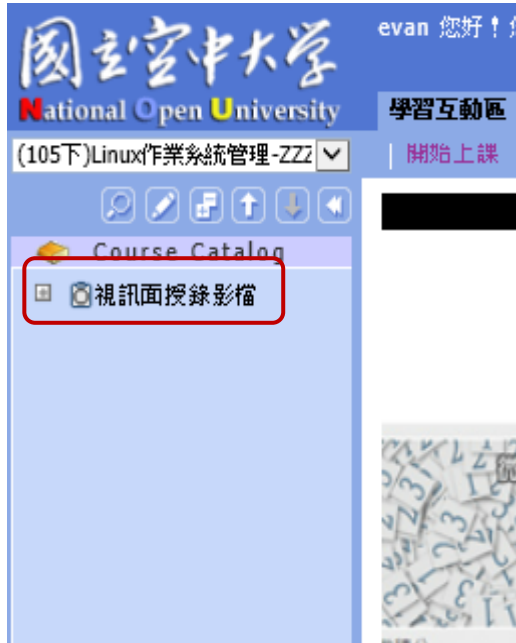 國立空中大學
evan 您好！
National Open University
學習互動區
(105下)Linux作業系統管理-ZZZ
開始上課
Course Catalog
視訊面授錄影檔